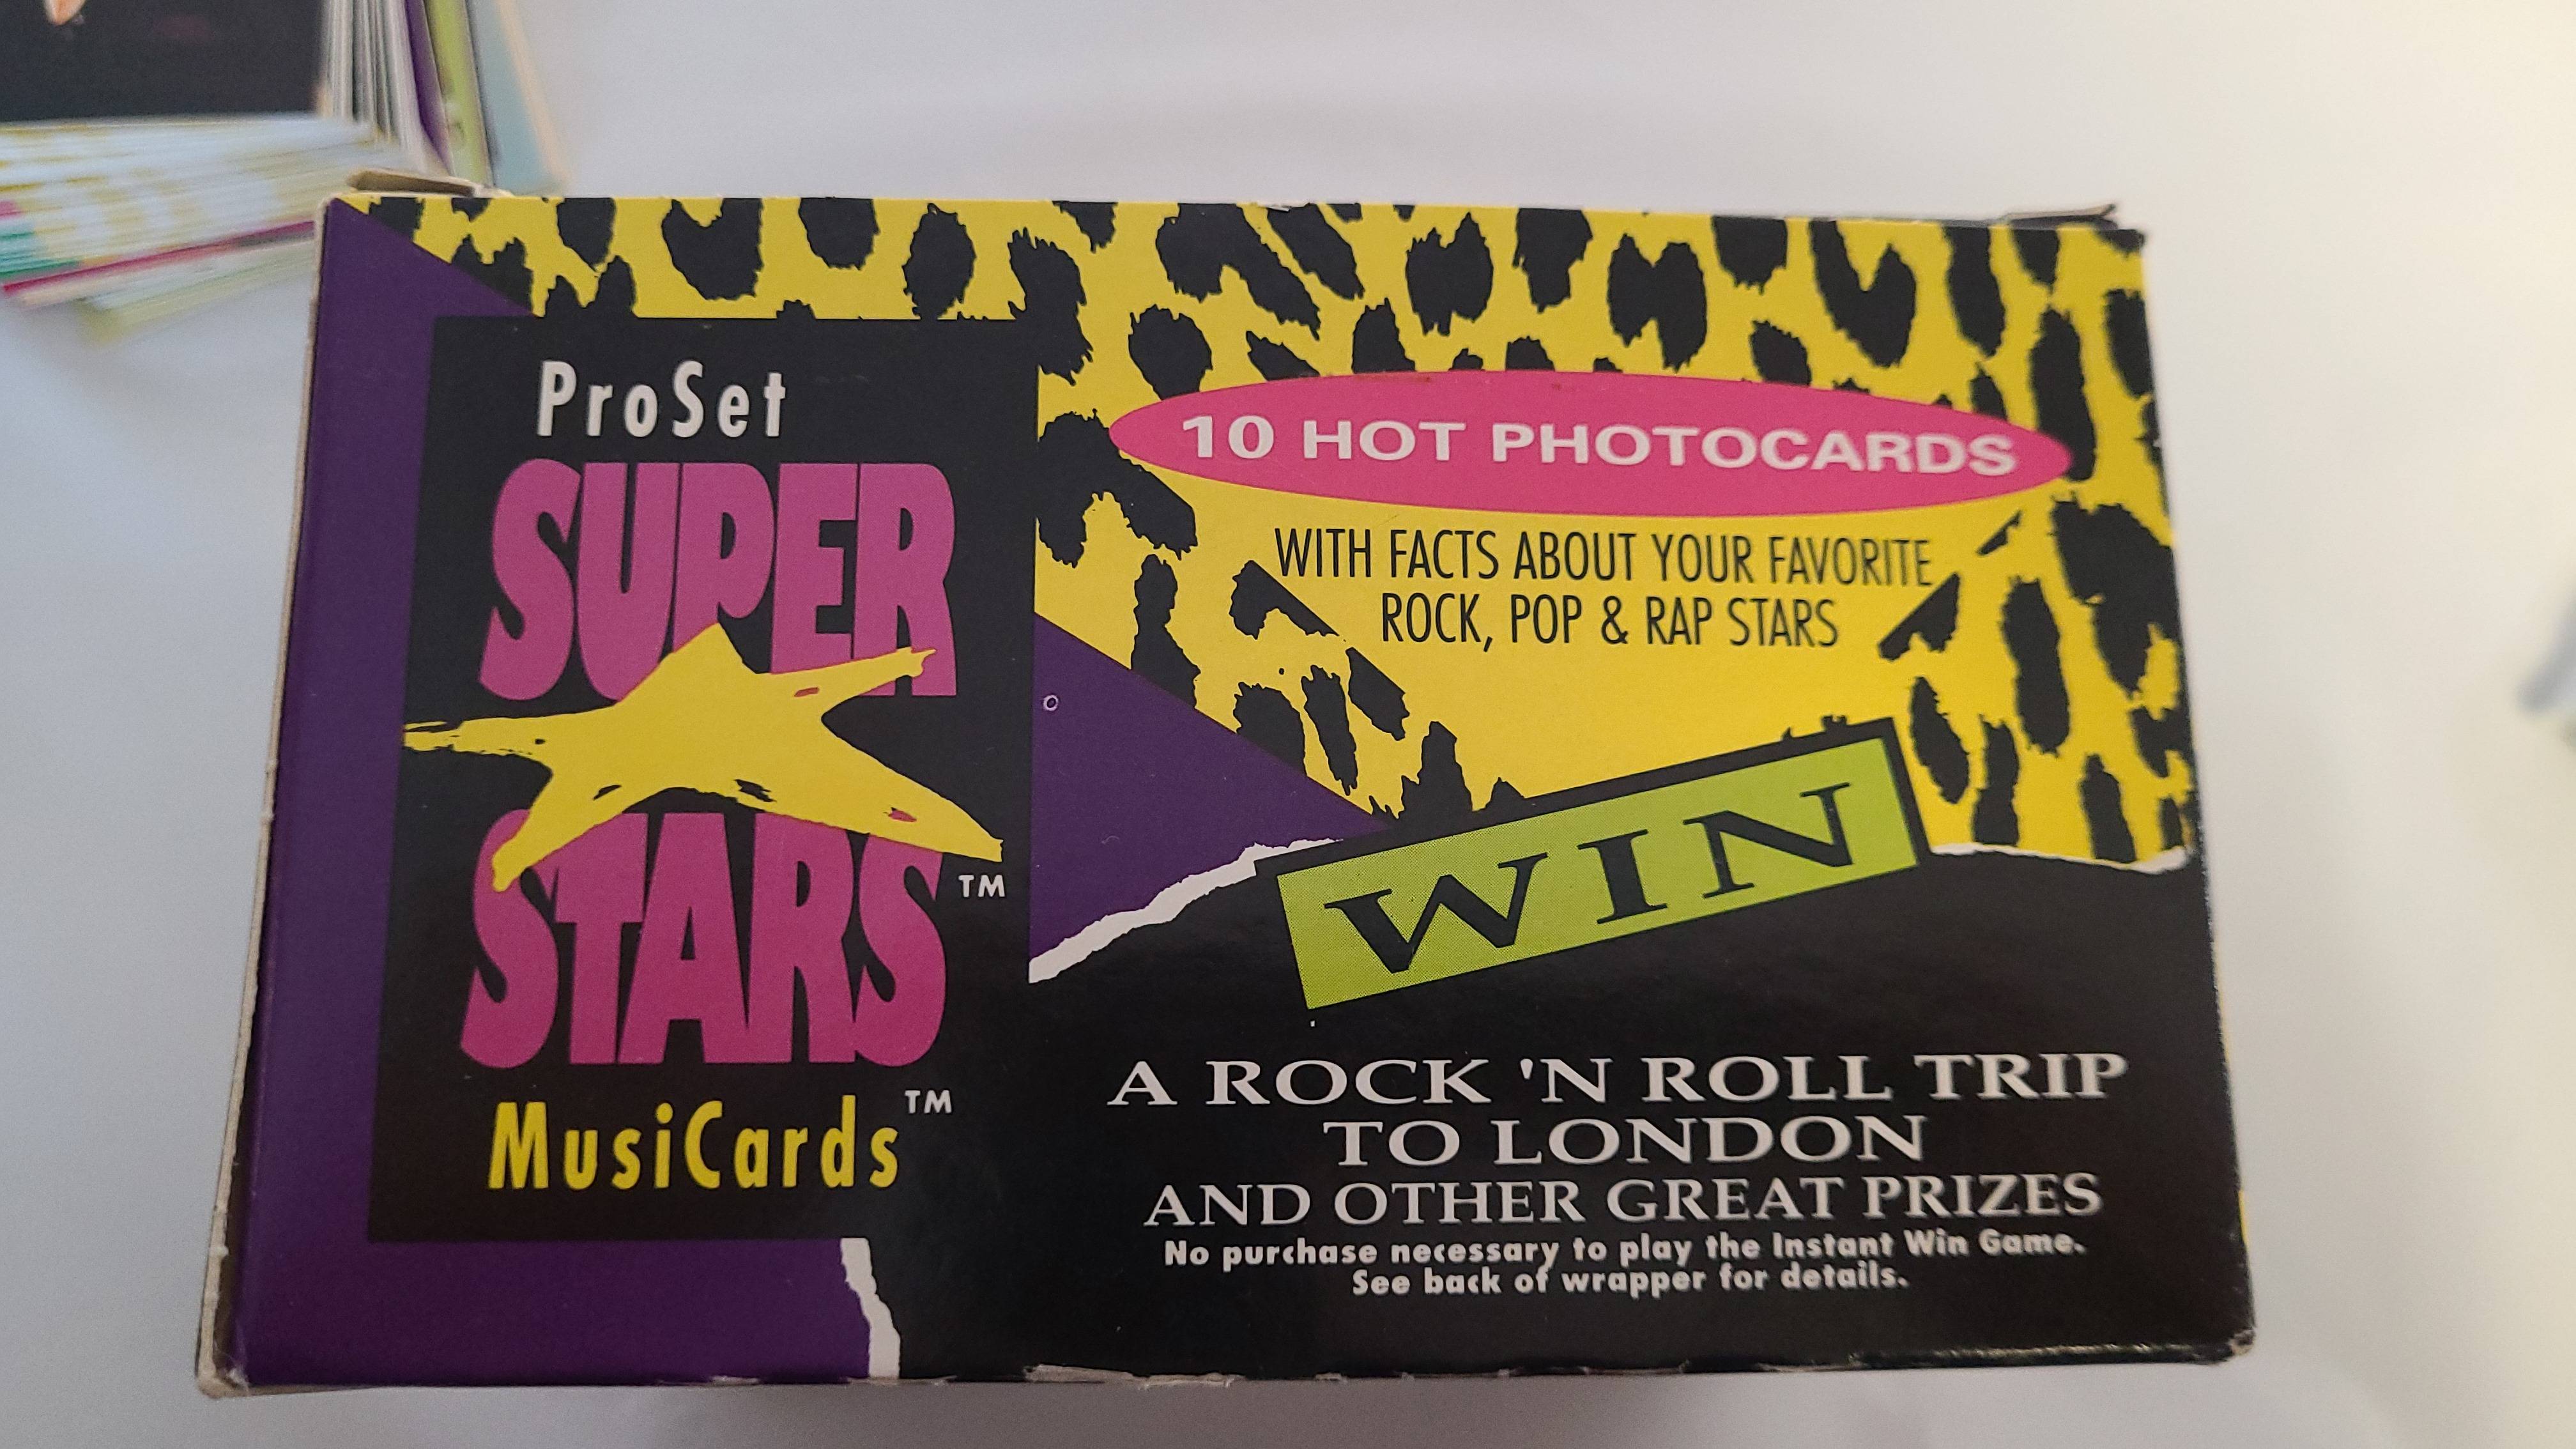 ProSet
SUPER
STARS™
MusiCards™
10 HOT PHOTOCARDS
WITH FACTS ABOUT YOUR FAVORITE
ROCK, POP & RAP STARS
WIN
A ROCK 'N ROLL TRIP
TO LONDON
AND OTHER GREAT PRIZES
No purchase necessary to play the Instant Win Game.
See back of wrapper for details.